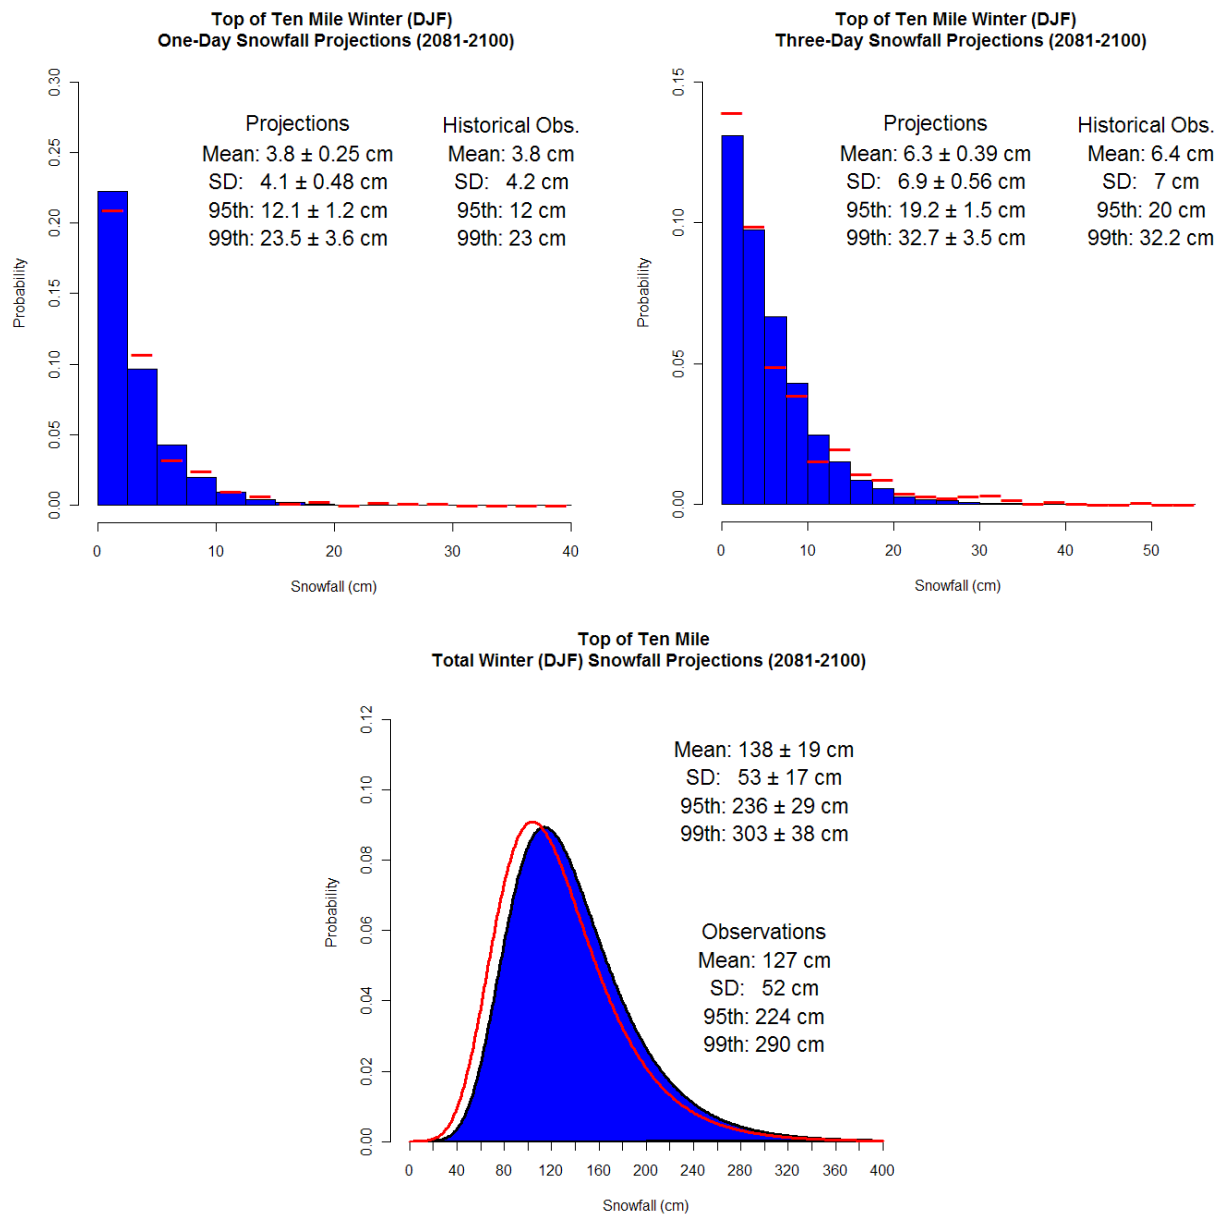 Top of Ten Mile Winter (DJF)
One-Day Snowfall Projections (2081-2100)
Projections
Mean: 3.8 ± 0.25 cm
SD: 4.1 ± 0.48 cm
95th: 12.1 ± 1.2 cm
99th: 23.5 ± 3.6 cm
Historical Obs.
Mean: 3.8 cm
SD: 4.2 cm
95th: 12 cm
99th: 23 cm
Probability
0.30
0.25
0.20
0.15
0.10
0.05
0.00
0 10 20 30 40
Snowfall (cm)
Top of Ten Mile Winter (DJF)
Three-Day Snowfall Projections (2081-2100)
Projections
Mean: 6.3 ± 0.39 cm
SD: 6.9 ± 0.56 cm
95th: 19.2 ± 1.5 cm
99th: 32.7 ± 3.5 cm
Historical Obs.
Mean: 6.4 cm
SD: 7 cm
95th: 20 cm
99th: 32.2 cm
Probability
0.15
0.10
0.05
0.00
0 10 20 30 40 50
Snowfall (cm)
Top of Ten Mile
Total Winter (DJF) Snowfall Projections (2081-2100)
Mean: 138 ± 19 cm
SD: 53 ± 17 cm
95th: 236 ± 29 cm
99th: 303 ± 38 cm
Observations
Mean: 127 cm
SD: 52 cm
95th: 224 cm
99th: 290 cm
Probability
0.12
0.10
0.08
0.06
0.04
0.02
0.00
0 40 80 120 160 200 240 280 320 360 400
Snowfall (cm)